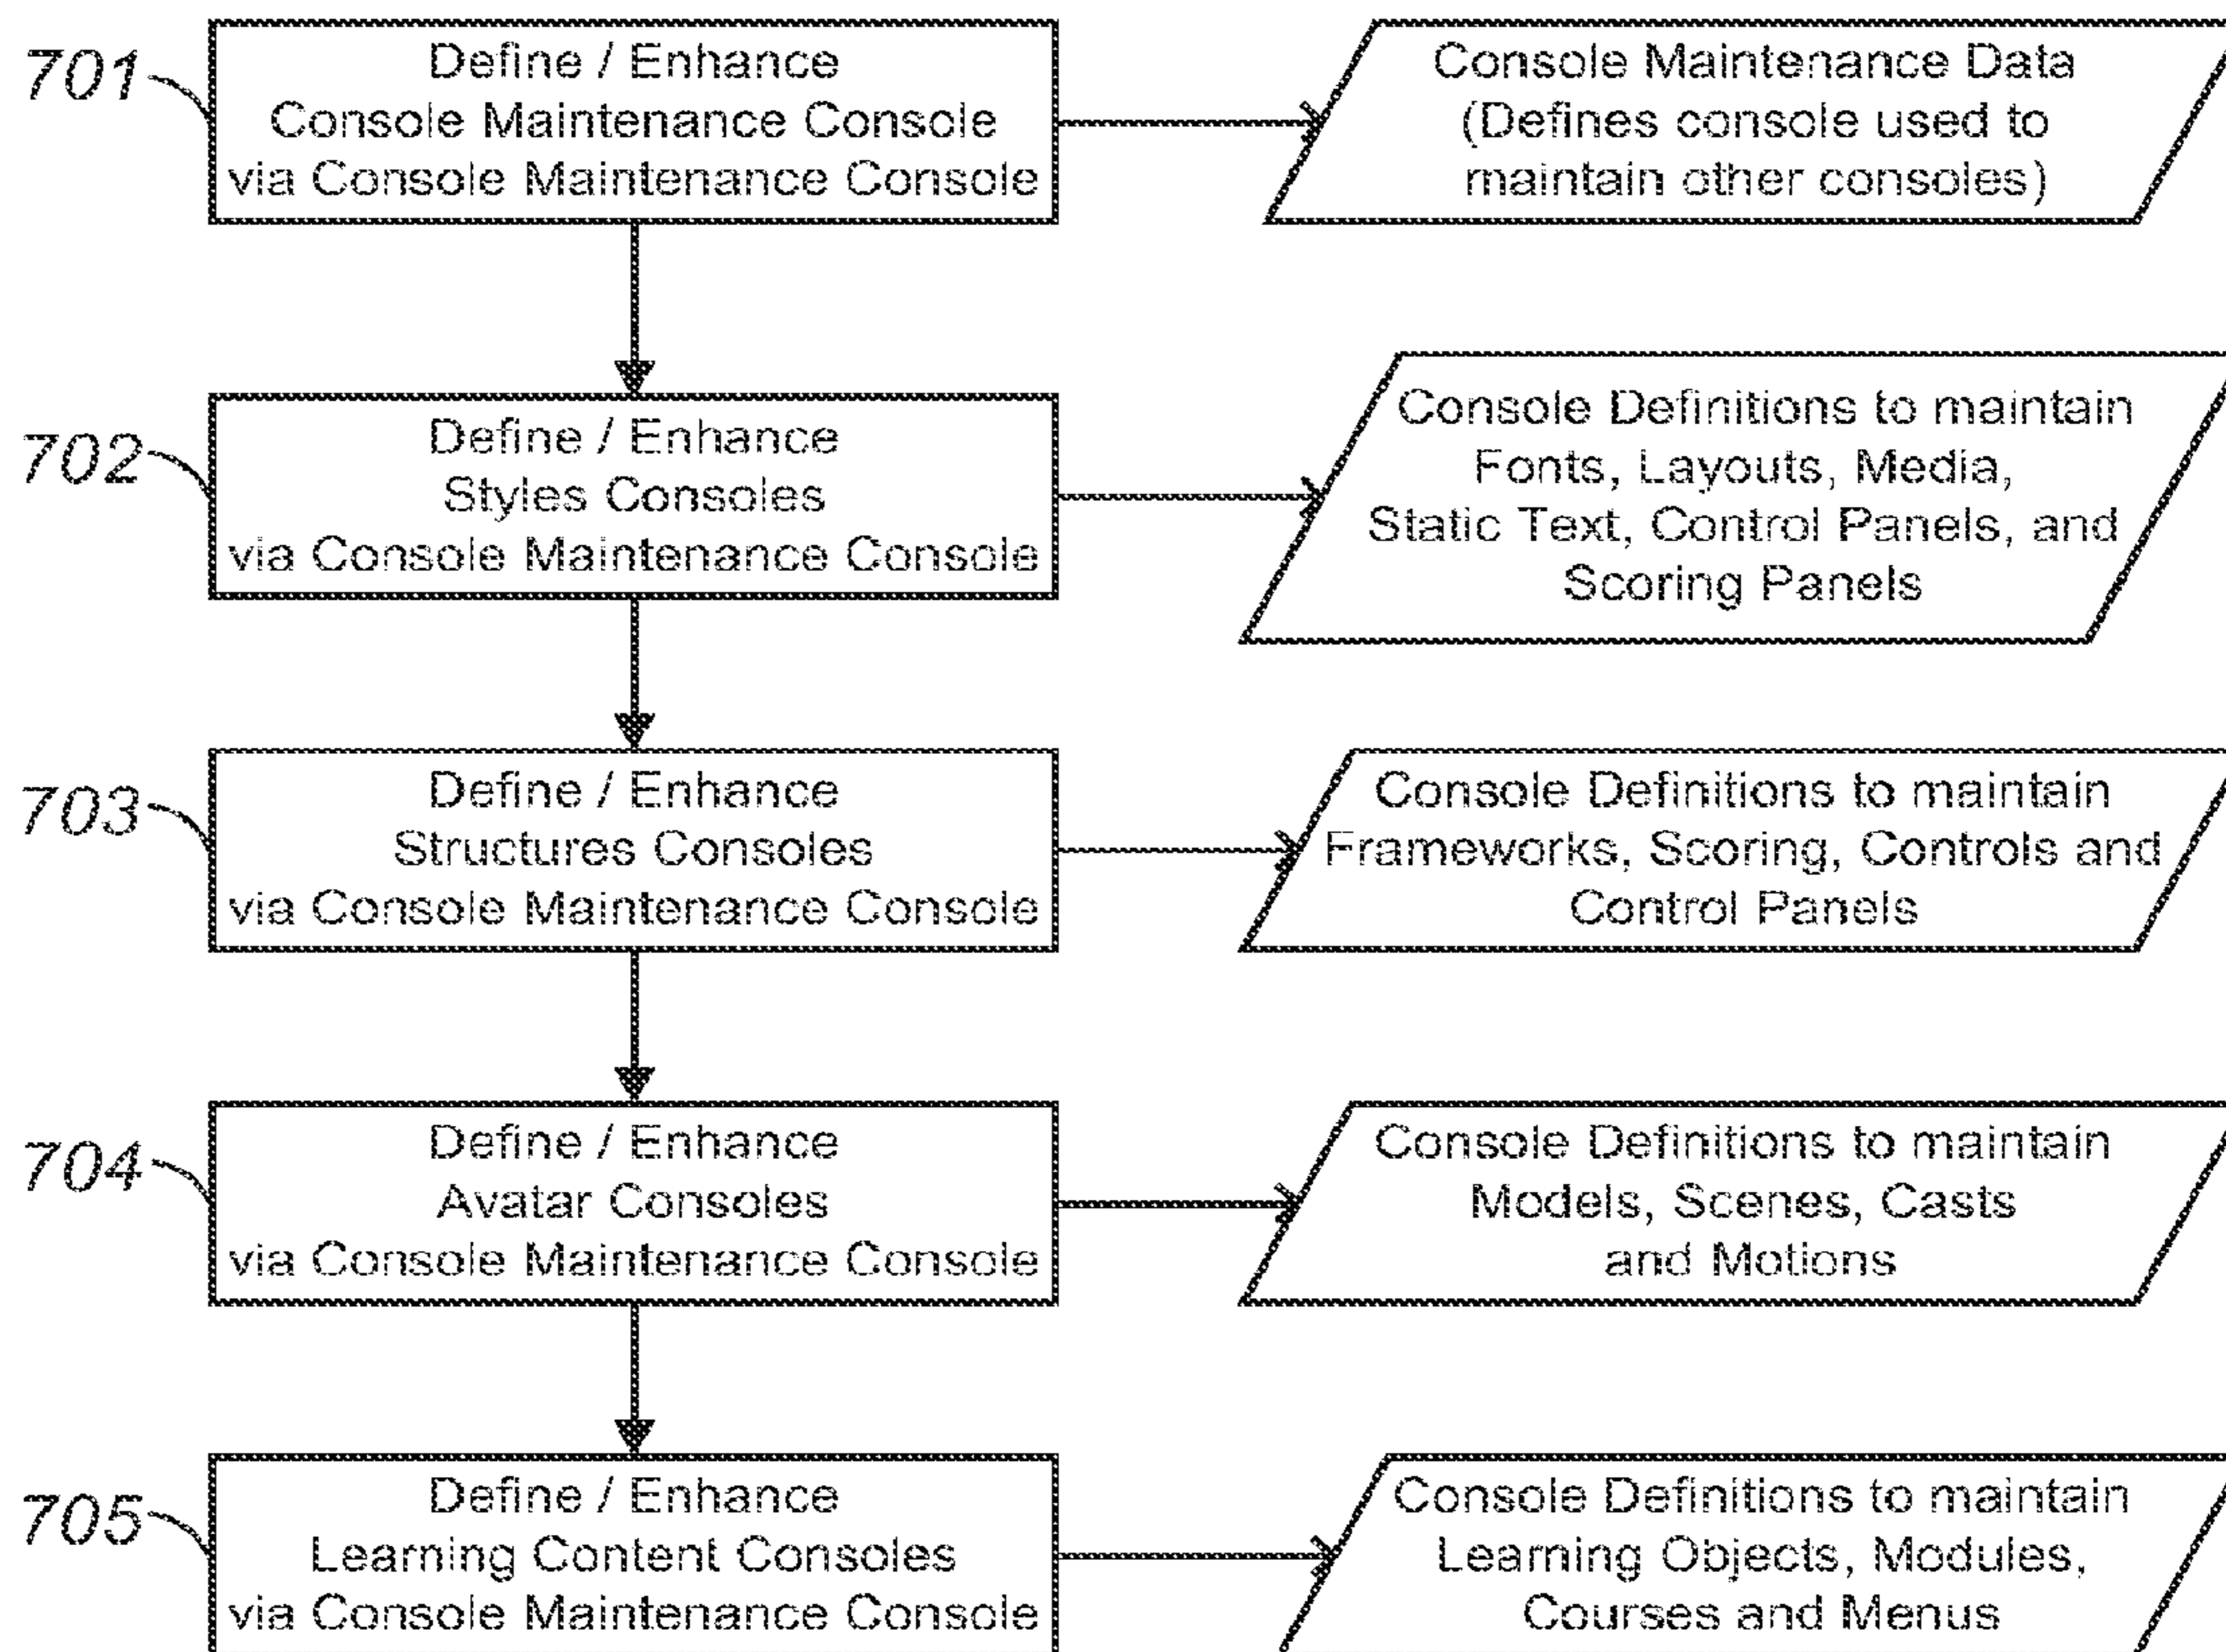 701
Define / Enhance
Console Maintenance Console
via Console Maintenance Console
Console Maintenance Data
(Defines console used to
maintain other consoles)
702
Define / Enhance
Styles Consoles
via Console Maintenance Console
Console Definitions to maintain
Fonts, Layouts, Media,
Static Text, Control Panels, and
Scoring Panels
703
Define / Enhance
Structures Consoles
via Console Maintenance Console
Console Definitions to maintain
Frameworks, Scoring, Controls and
Control Panels
704
Define / Enhance
Avatar Consoles
via Console Maintenance Console
Console Definitions to maintain
Models, Scenes, Casts
and Motions
705
Define / Enhance
Learning Content Consoles
via Console Maintenance Console
Console Definitions to maintain
Learning Objects, Modules,
Courses and Menus